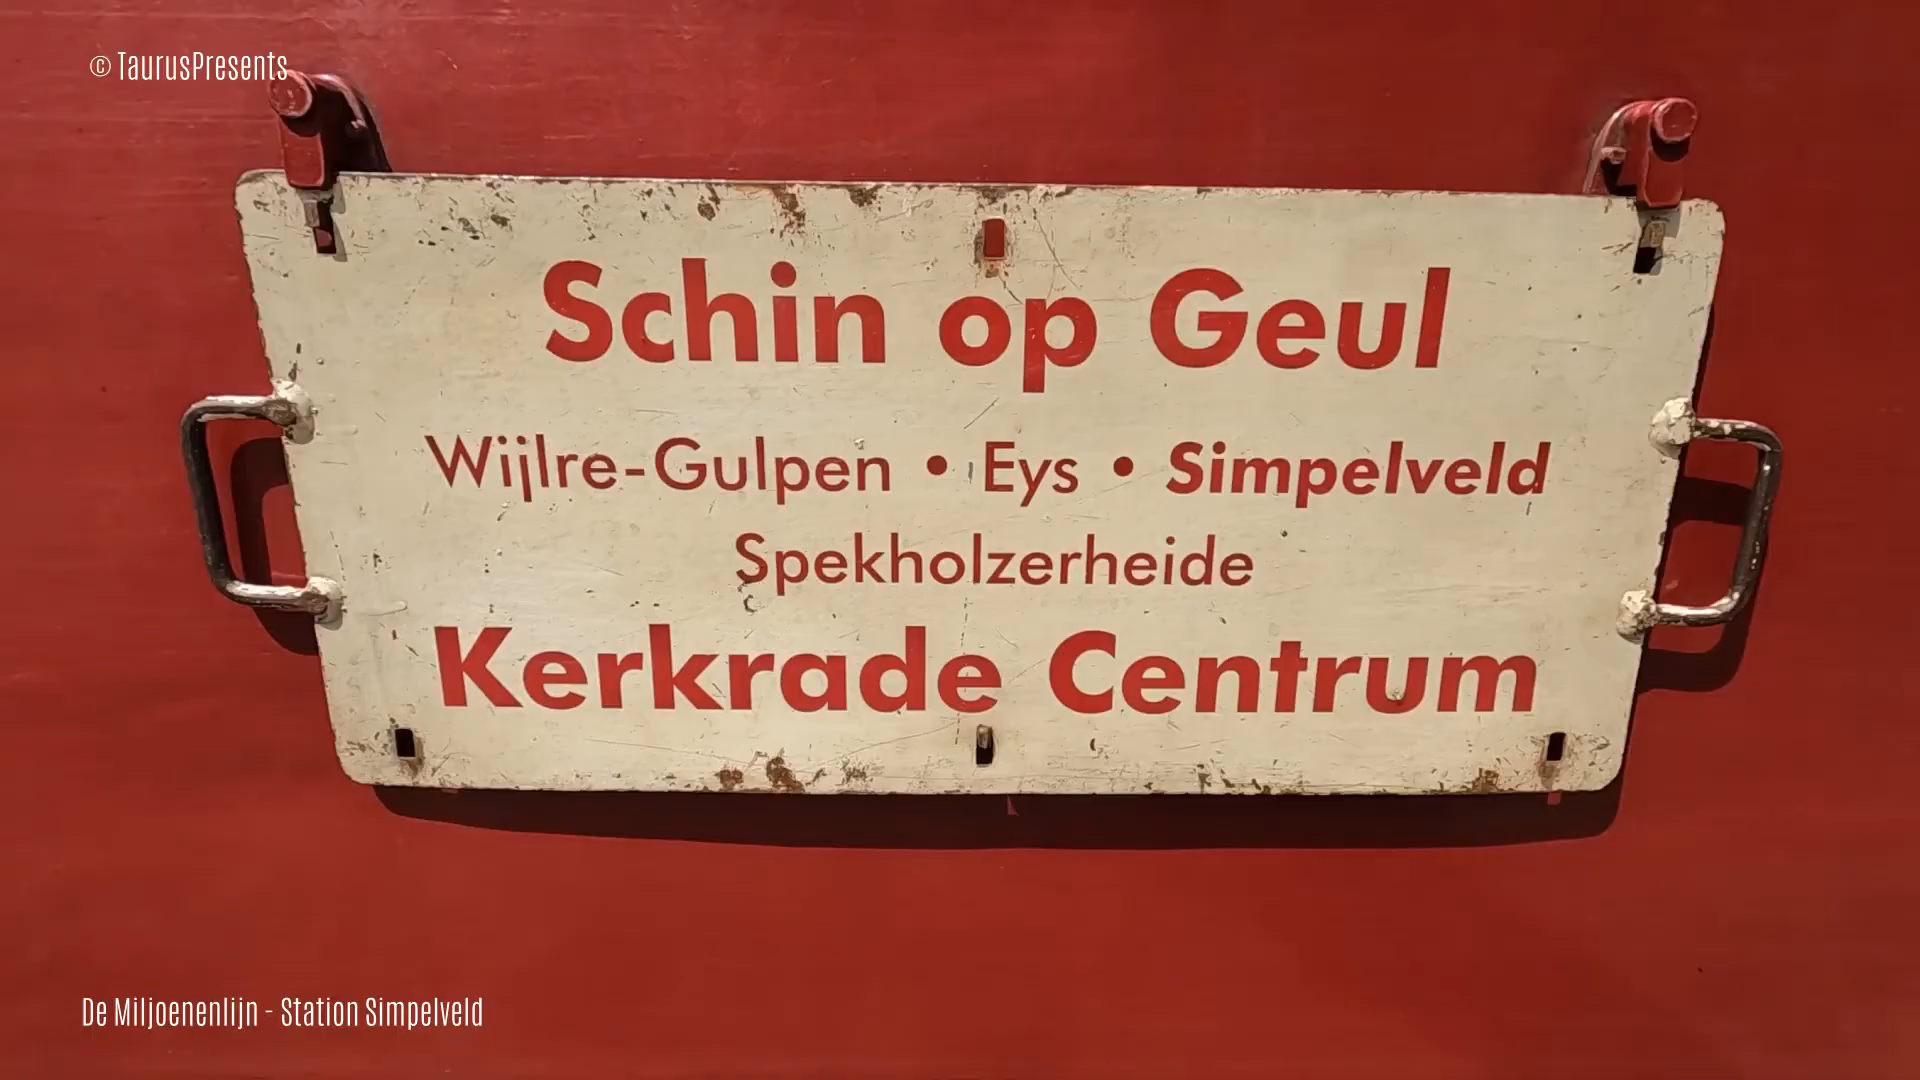 © TaurusPresents
Schin op Geul
Wijlre-Gulpen • Eys • Simpelveld
Spekholzerheide
Kerkrade Centrum
De Miljoenenlijn - Station Simpelveld